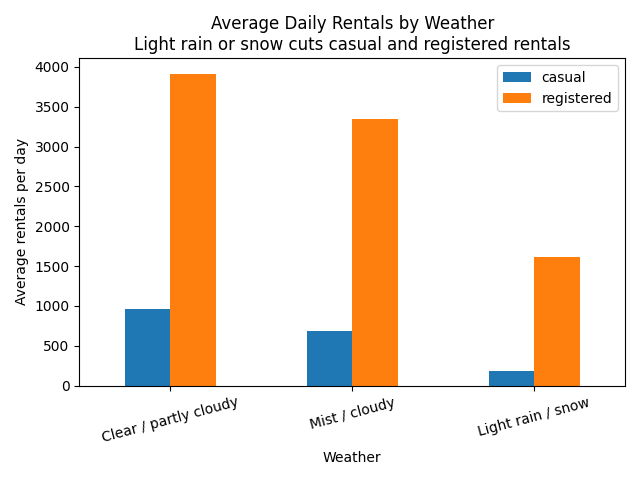 Average Daily Rentals by Weather
Light rain or snow cuts casual and registered rentals
casual
registered
Average rentals per day
4000
3500
3000
2500
2000
1500
1000
500
0
Clear / partly cloudy
Mist / cloudy
Light rain / snow
Weather